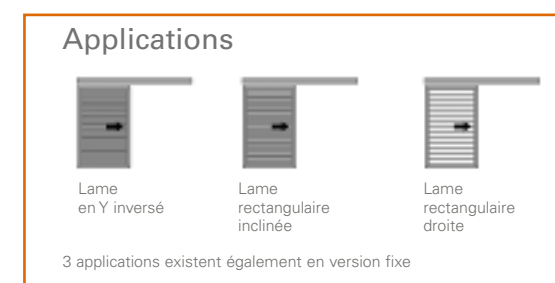 Applications
Lame
en Y inversé
Lame
rectangulaire
inclinée
Lame
rectangulaire
droite
3 applications existent également en version fixe